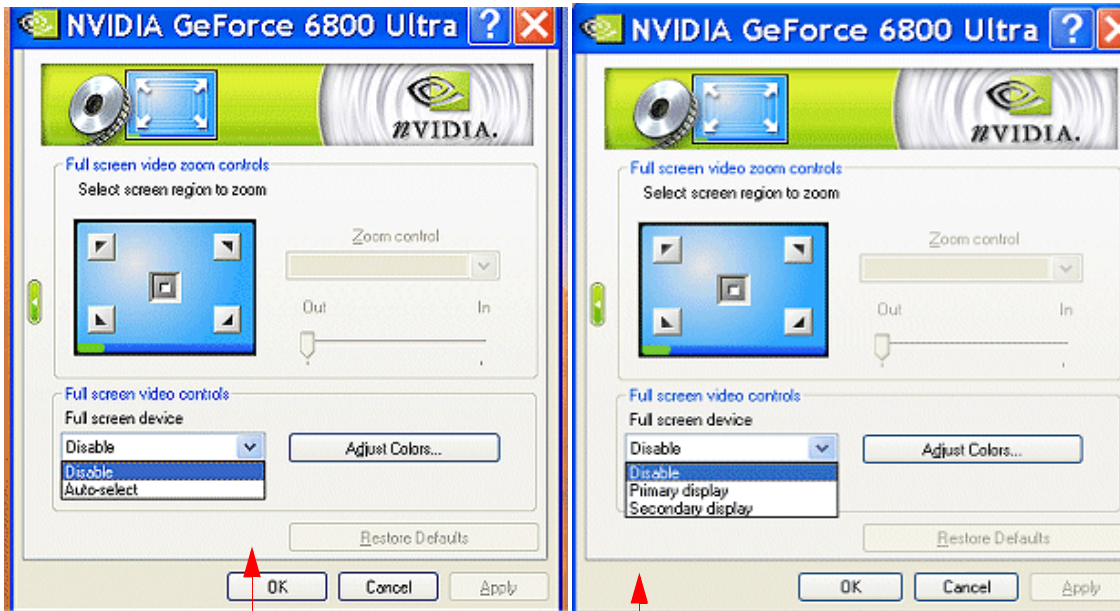 NVIDIA GeForce 6800 Ultra
nVIDIA.
Full screen video zoom controls
Select screen region to zoom
Zoom control
Out In
Full screen video controls
Full screen device
Disable
Adjust Colors...
Disable
Auto-select
Restore Defaults
OK Cancel Apply
NVIDIA GeForce 6800 Ultra
nVIDIA.
Full screen video zoom controls
Select screen region to zoom
Zoom control
Out In
Full screen video controls
Full screen device
Disable
Adjust Colors...
Disable
Primary display
Secondary display
Restore Defaults
OK Cancel Apply